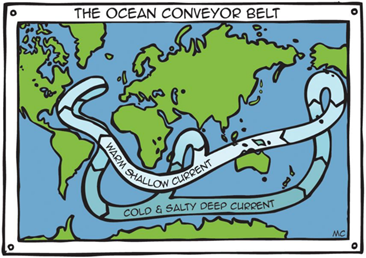 THE OCEAN CONVEYOR BELT
WARM SHALLOW CURRENT
COLD & SALTY DEEP CURRENT
MC